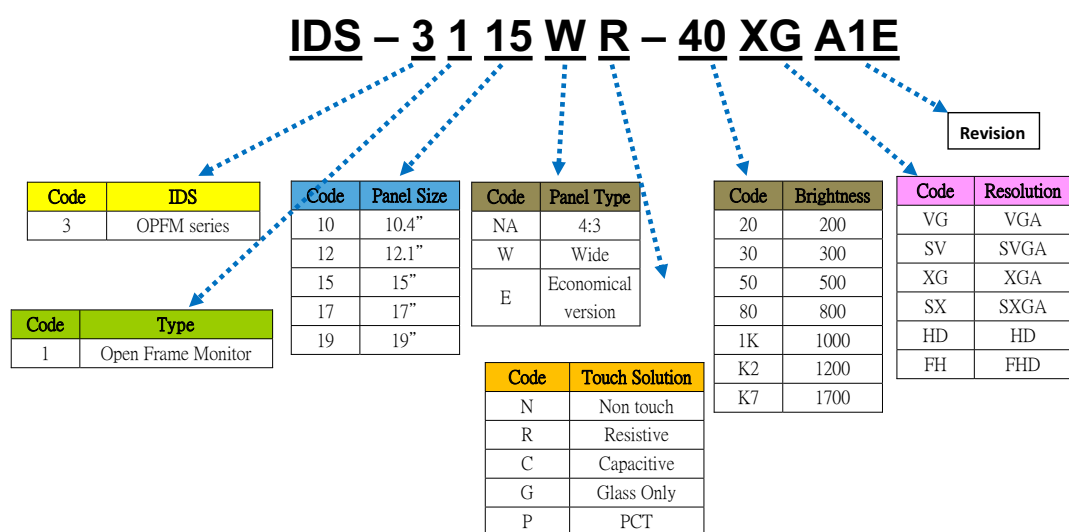 IDS – 3 1 15 W R – 40 XG A1E
Revision
Code IDS
3 OPFM series
Code Type
1 Open Frame Monitor
Code Panel Size
10 10.4”
12 12.1”
15 15”
17 17”
19 19”
Code Panel Type
NA 4:3
W Wide
E Economical
version
Code Touch Solution
N Non touch
R Resistive
C Capacitive
G Glass Only
P PCT
Code Brightness
20 200
30 300
50 500
80 800
1K 1000
K2 1200
K7 1700
Code Resolution
VG VGA
SV SVGA
XG XGA
SX SXGA
HD HD
FH FHD